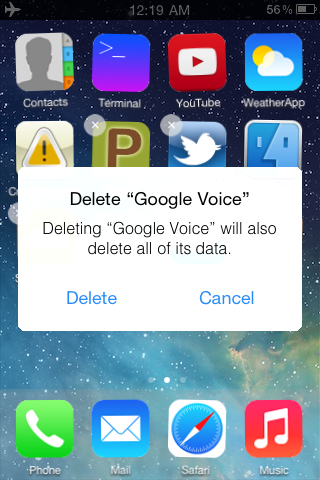 12:19 AM
56%
Contacts
Terminal
YouTube
WeatherApp
>_
P
Delete “Google Voice”
Deleting “Google Voice” will also
delete all of its data.
Delete
Cancel
Phone
Mail
Safari
Music